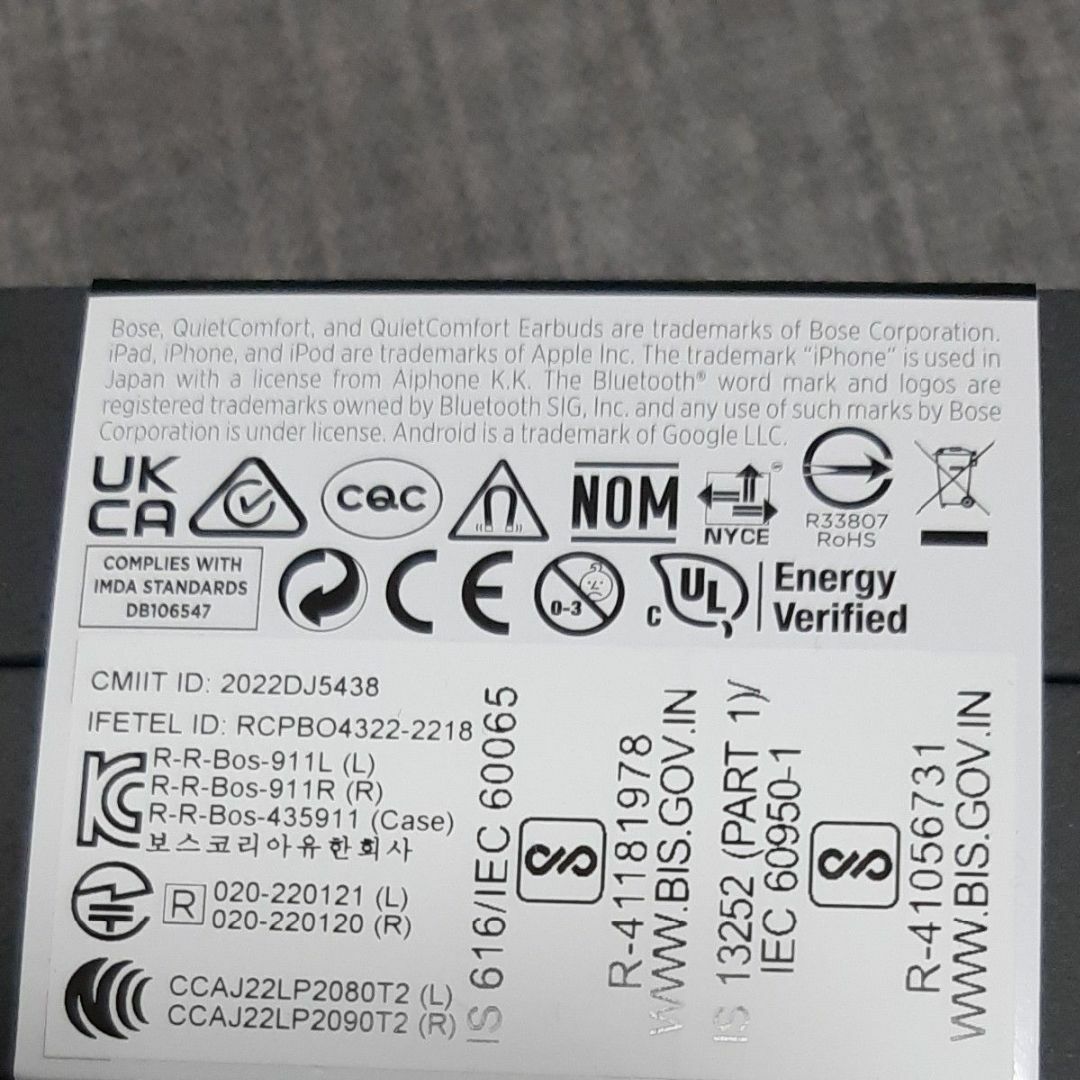 Bose, QuietComfort, and QuietComfort Earbuds are trademarks of Bose Corporation.
iPad, iPhone, and iPod are trademarks of Apple Inc. The trademark “iPhone” is used in
Japan with a license from Aiphone K.K. The Bluetooth® word mark and logos are
registered trademarks owned by Bluetooth SIG, Inc. and any use of such marks by Bose
Corporation is under license. Android is a trademark of Google LLC.
UK
CA
CQC
NOM
NYCE
R33807
RoHS
COMPLIES WITH
IMDA STANDARDS
DB106547
CE
0-3
C UL
Energy
Verified
CMIIT ID: 2022DJ5438
IFETEL ID: RCPBO4322-2218
R-R-Bos-911L (L)
R-R-Bos-911R (R)
R-R-Bos-435911 (Case)
보스코리아유한회사
R
020-220121 (L)
020-220120 (R)
CCAJ22LP2080T2 (L)
CCAJ22LP2090T2 (R)
IS 616/IEC 60065
R-41181978
WWW.BIS.GOV.IN
IS 13252 (PART 1)/
IEC 60950-1
R-41056731
WWW.BIS.GOV.IN